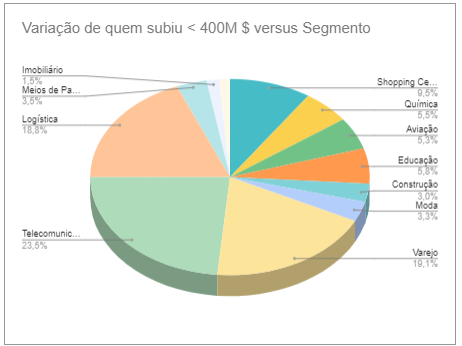 Variação de quem subiu < 400M $ versus Segmento
Imobiliário
1,5%
Meios de Pa...
3,5%
Logística
18,8%
Telecomunic...
23,5%
Shopping Ce...
9,5%
Química
5,5%
Aviação
5,3%
Educação
5,8%
Construção
3,0%
Moda
3,3%
Varejo
19,1%